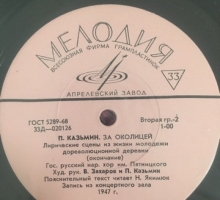 МЕЛОДИЯ
ВСЕСОЮЗНАЯ ФИРМА ГРАМПЛАСТИНОК
33
АПРЕЛЕВСКИЙ ЗАВОД
ГОСТ 5289-68
Вторая гр.-2
33Д—020126
1-00
П. КАЗЬМИН. ЗА ОКОЛИЦЕЙ
Лирические сцены из жизни молодежи
дореволюционной деревни
(окончание)
Гос. русский нар. хор им. Пятницкого
Худ. рук. В. Захаров и П. Казьмин
Пояснительный текст читает Н. Якимов
Запись из концертного зала
1947 г.